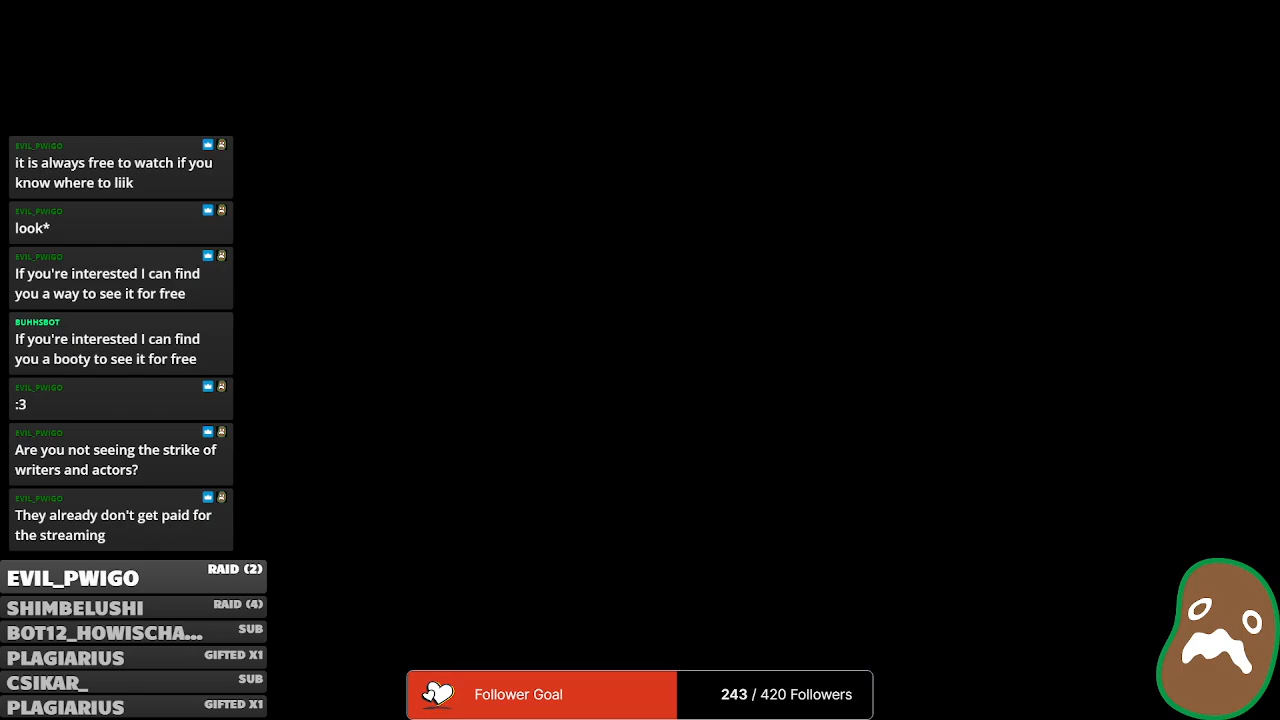 EVIL_PWIGO
it is always free to watch if you
know where to liik
EVIL_PWIGO
look*
EVIL_PWIGO
If you're interested I can find
you a way to see it for free
BUHHSBOT
If you're interested I can find
you a booty to see it for free
EVIL_PWIGO
:3
EVIL_PWIGO
Are you not seeing the strike of
writers and actors?
EVIL_PWIGO
They already don't get paid for
the streaming
EVIL_PWIGO RAID (2)
SHIMBELUSHI RAID (4)
BOT12_HOWISCHA... SUB
PLAGIARIUS GIFTED X1
CSIKAR_ SUB
PLAGIARIUS GIFTED X1
Follower Goal 243 / 420 Followers